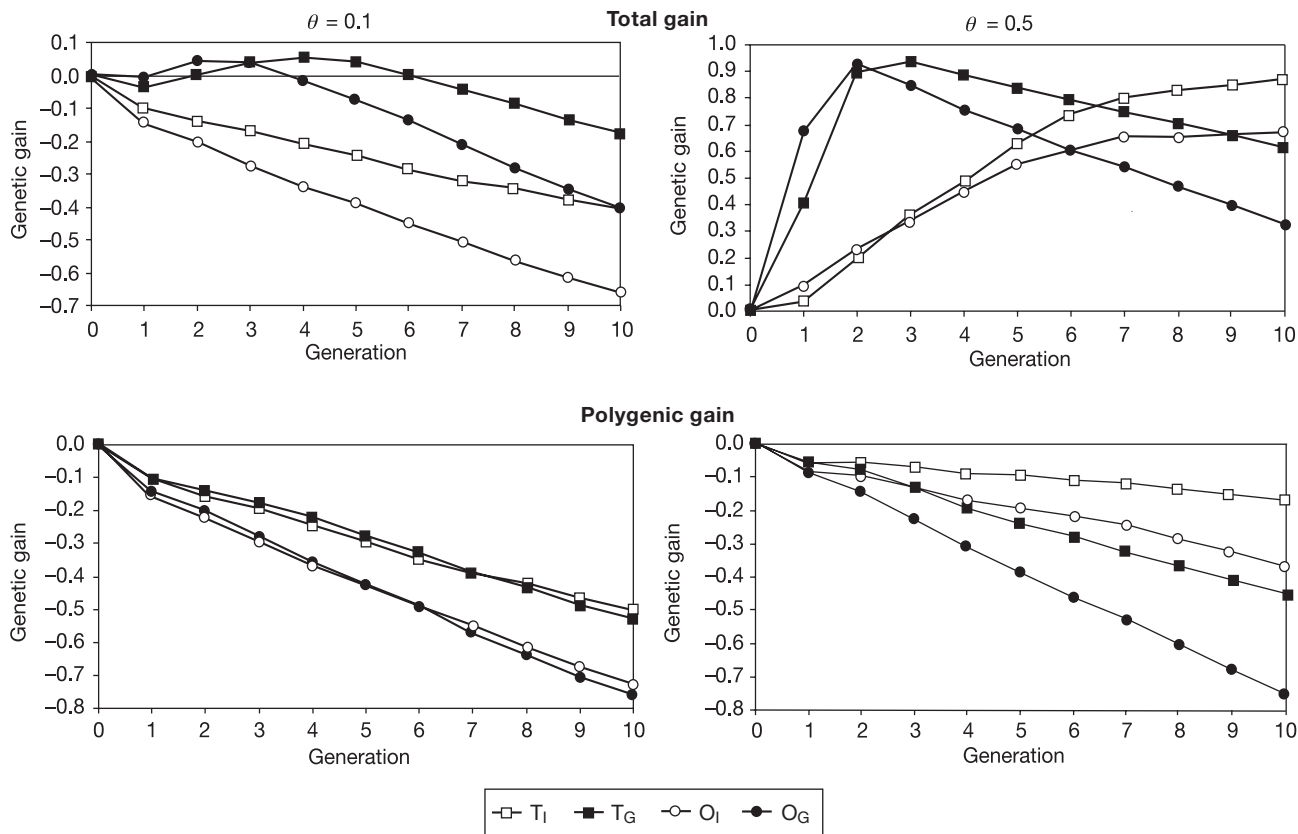 Total gain
θ = 0.1
θ = 0.5
Genetic gain
0.1
0.0
–0.1
–0.2
–0.3
–0.4
–0.5
–0.6
–0.7
0 1 2 3 4 5 6 7 8 9 10
Generation
Genetic gain
1.0
0.9
0.8
0.7
0.6
0.5
0.4
0.3
0.2
0.1
0.0
0 1 2 3 4 5 6 7 8 9 10
Generation
Polygenic gain
Genetic gain
0.0
–0.1
–0.2
–0.3
–0.4
–0.5
–0.6
–0.7
–0.8
0 1 2 3 4 5 6 7 8 9 10
Generation
Genetic gain
0.0
–0.1
–0.2
–0.3
–0.4
–0.5
–0.6
–0.7
–0.8
0 1 2 3 4 5 6 7 8 9 10
Generation
T_I T_G O_I O_G